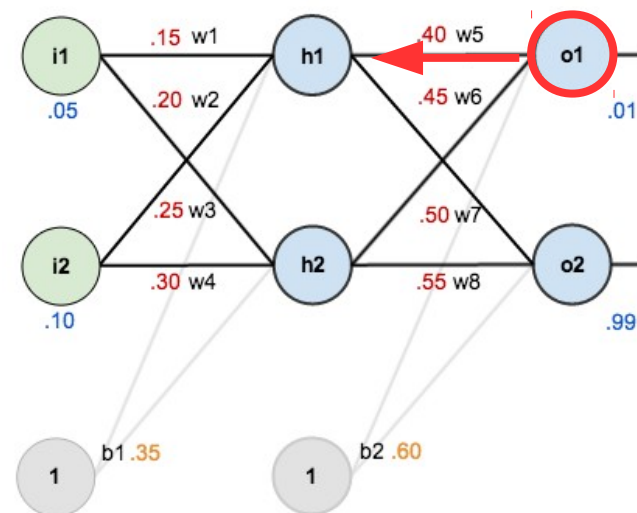 i1 .15 w1 h1 .40 w5 o1
.05 .20 w2 .45 w6 .01
.25 w3 .50 w7
i2 .30 w4 h2 .55 w8 o2
.10 .99
b1 .35 b2 .60
1 1